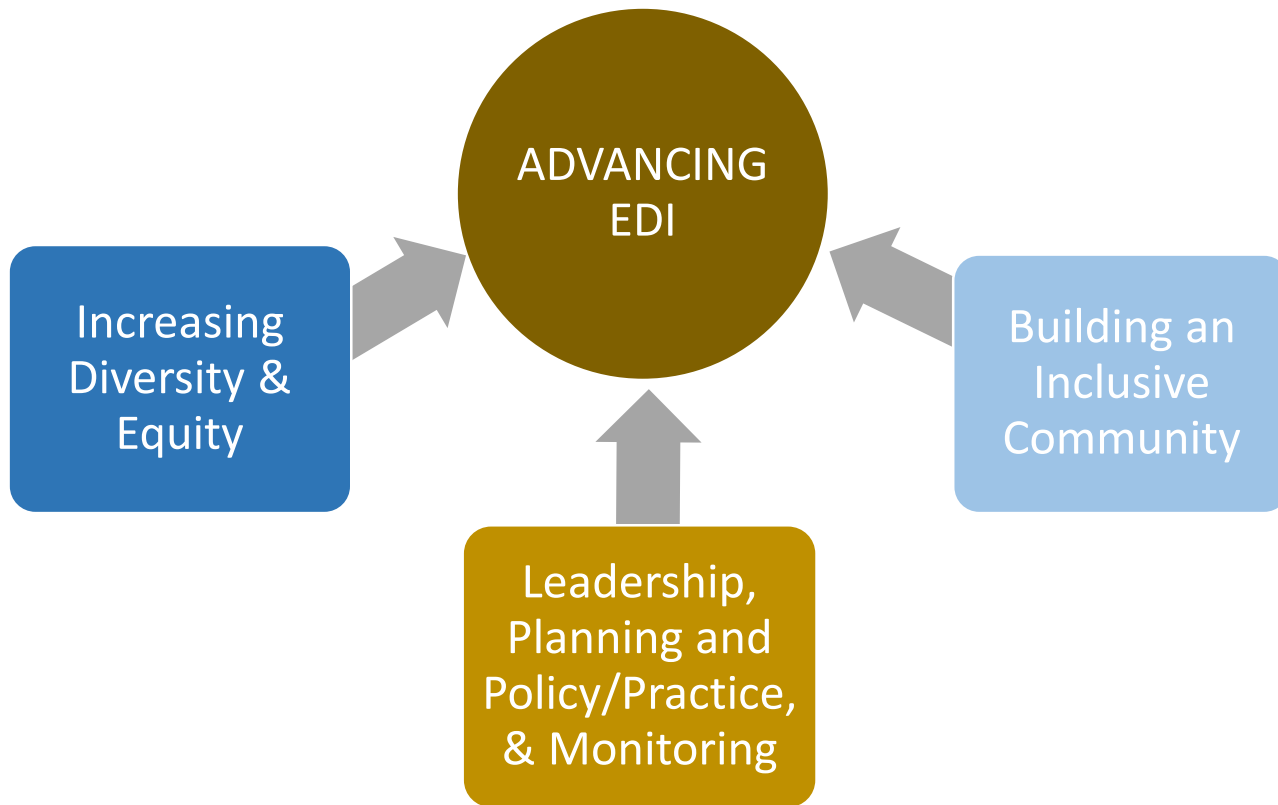 ADVANCING
EDI
Increasing
Diversity &
Equity
Building an
Inclusive
Community
Leadership,
Planning and
Policy/Practice,
& Monitoring